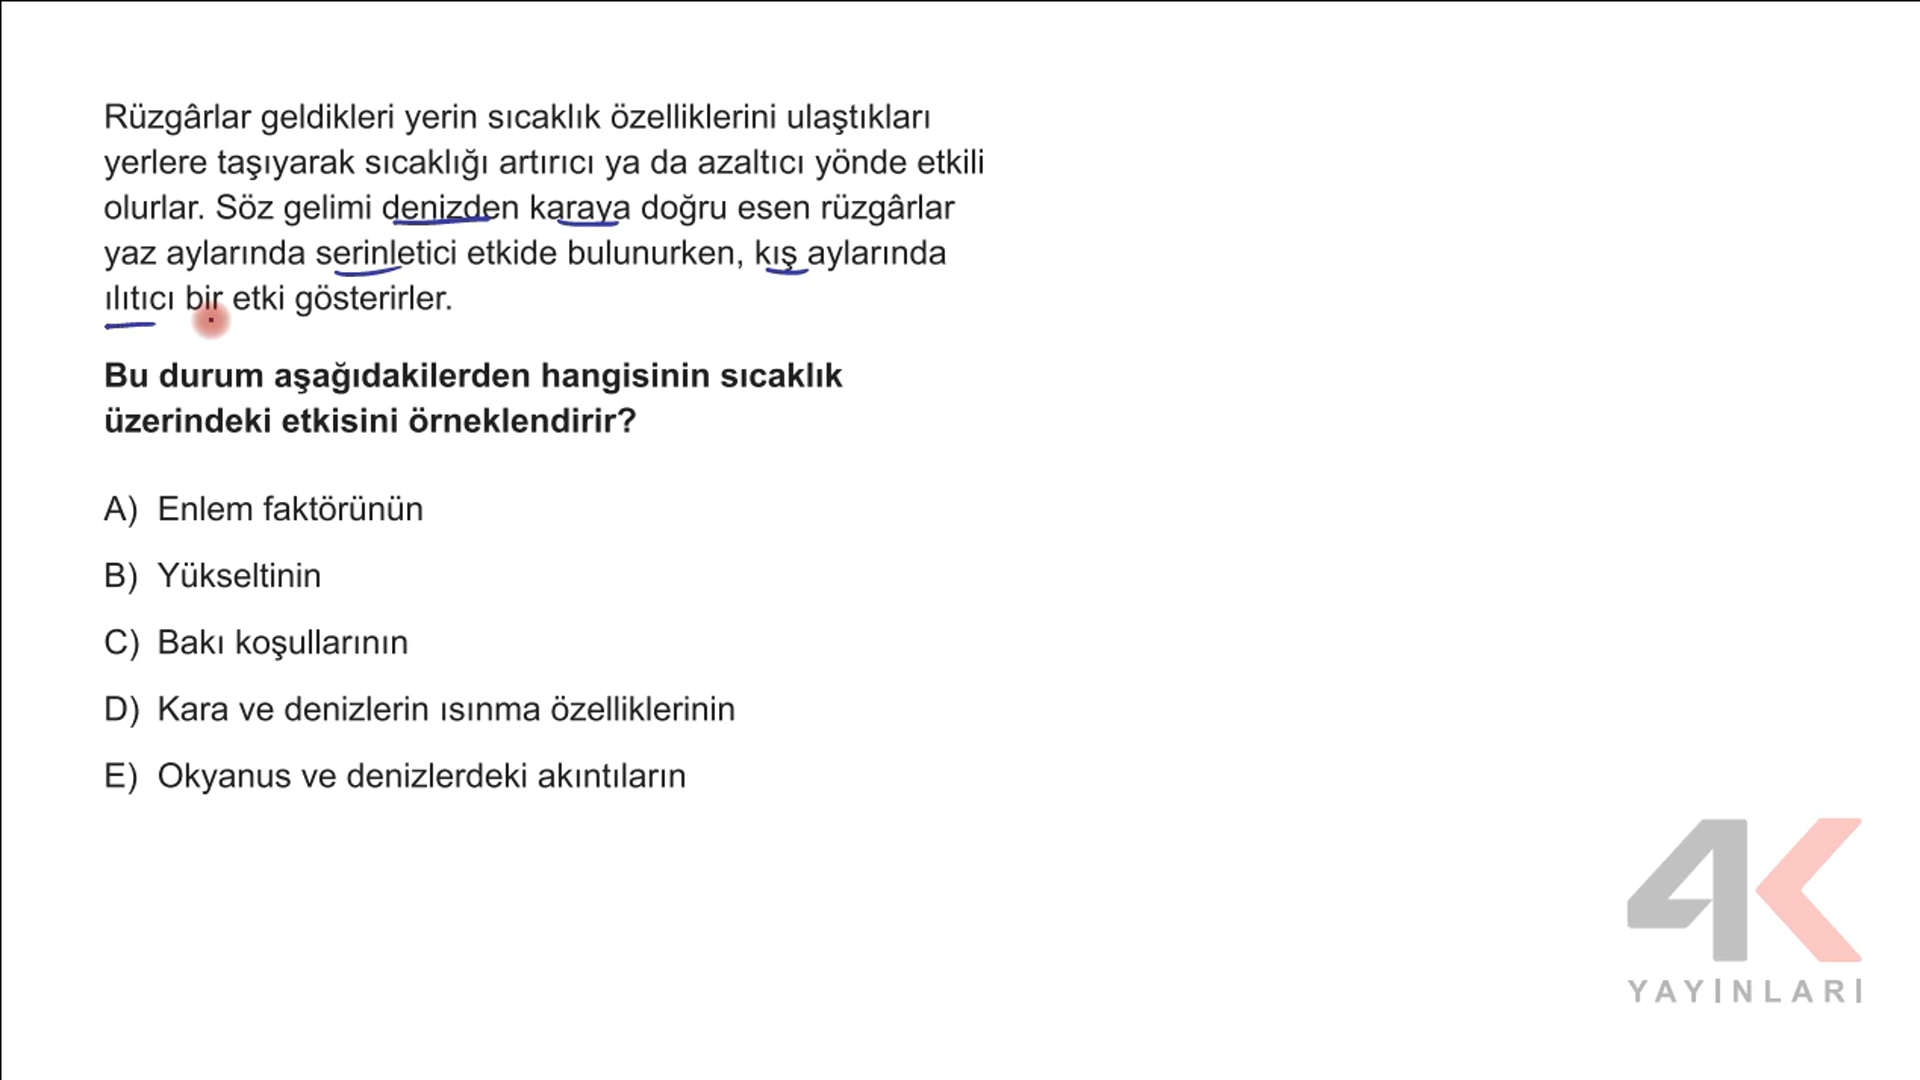 Rüzgârlar geldikleri yerin sıcaklık özelliklerini ulaştıkları
yerlere taşıyarak sıcaklığı artırıcı ya da azaltıcı yönde etkili
olurlar. Söz gelimi denizden karaya doğru esen rüzgârlar
yaz aylarında serinletici etkide bulunurken, kış aylarında
ılıtıcı bir etki gösterirler.
Bu durum aşağıdakilerden hangisinin sıcaklık
üzerindeki etkisini örneklendirir?
A) Enlem faktörünün
B) Yükseltinin
C) Bakı koşullarının
D) Kara ve denizlerin ısınma özelliklerinin
E) Okyanus ve denizlerdeki akıntıların
4K
YAYINLARI